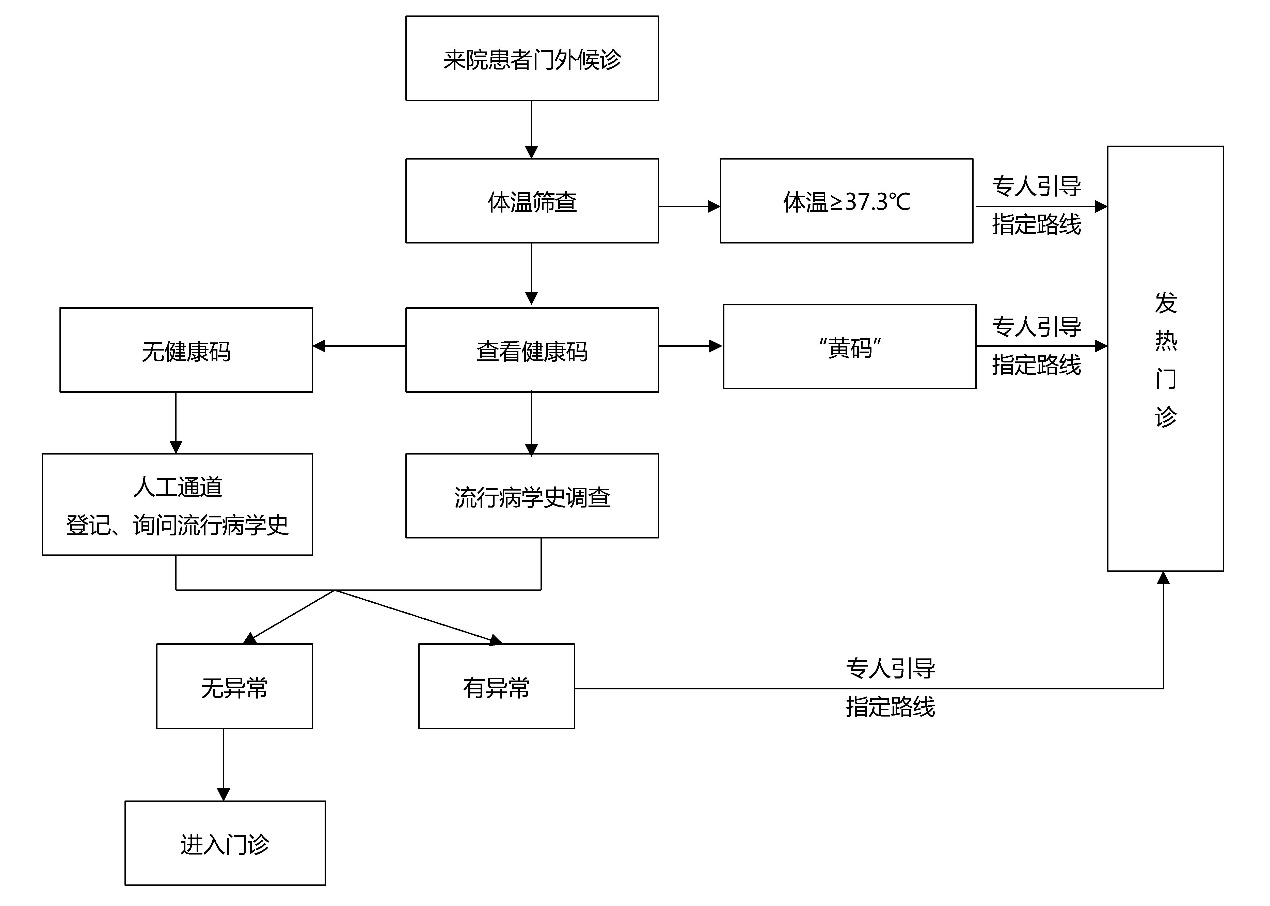 来院患者门外候诊
体温筛查
体温≥37.3℃
专人引导
指定路线
无健康码
查看健康码
“黄码”
专人引导
指定路线
发热门诊
人工通道
登记、询问流行病学史
流行病学史调查
无异常
有异常
专人引导
指定路线
进入门诊